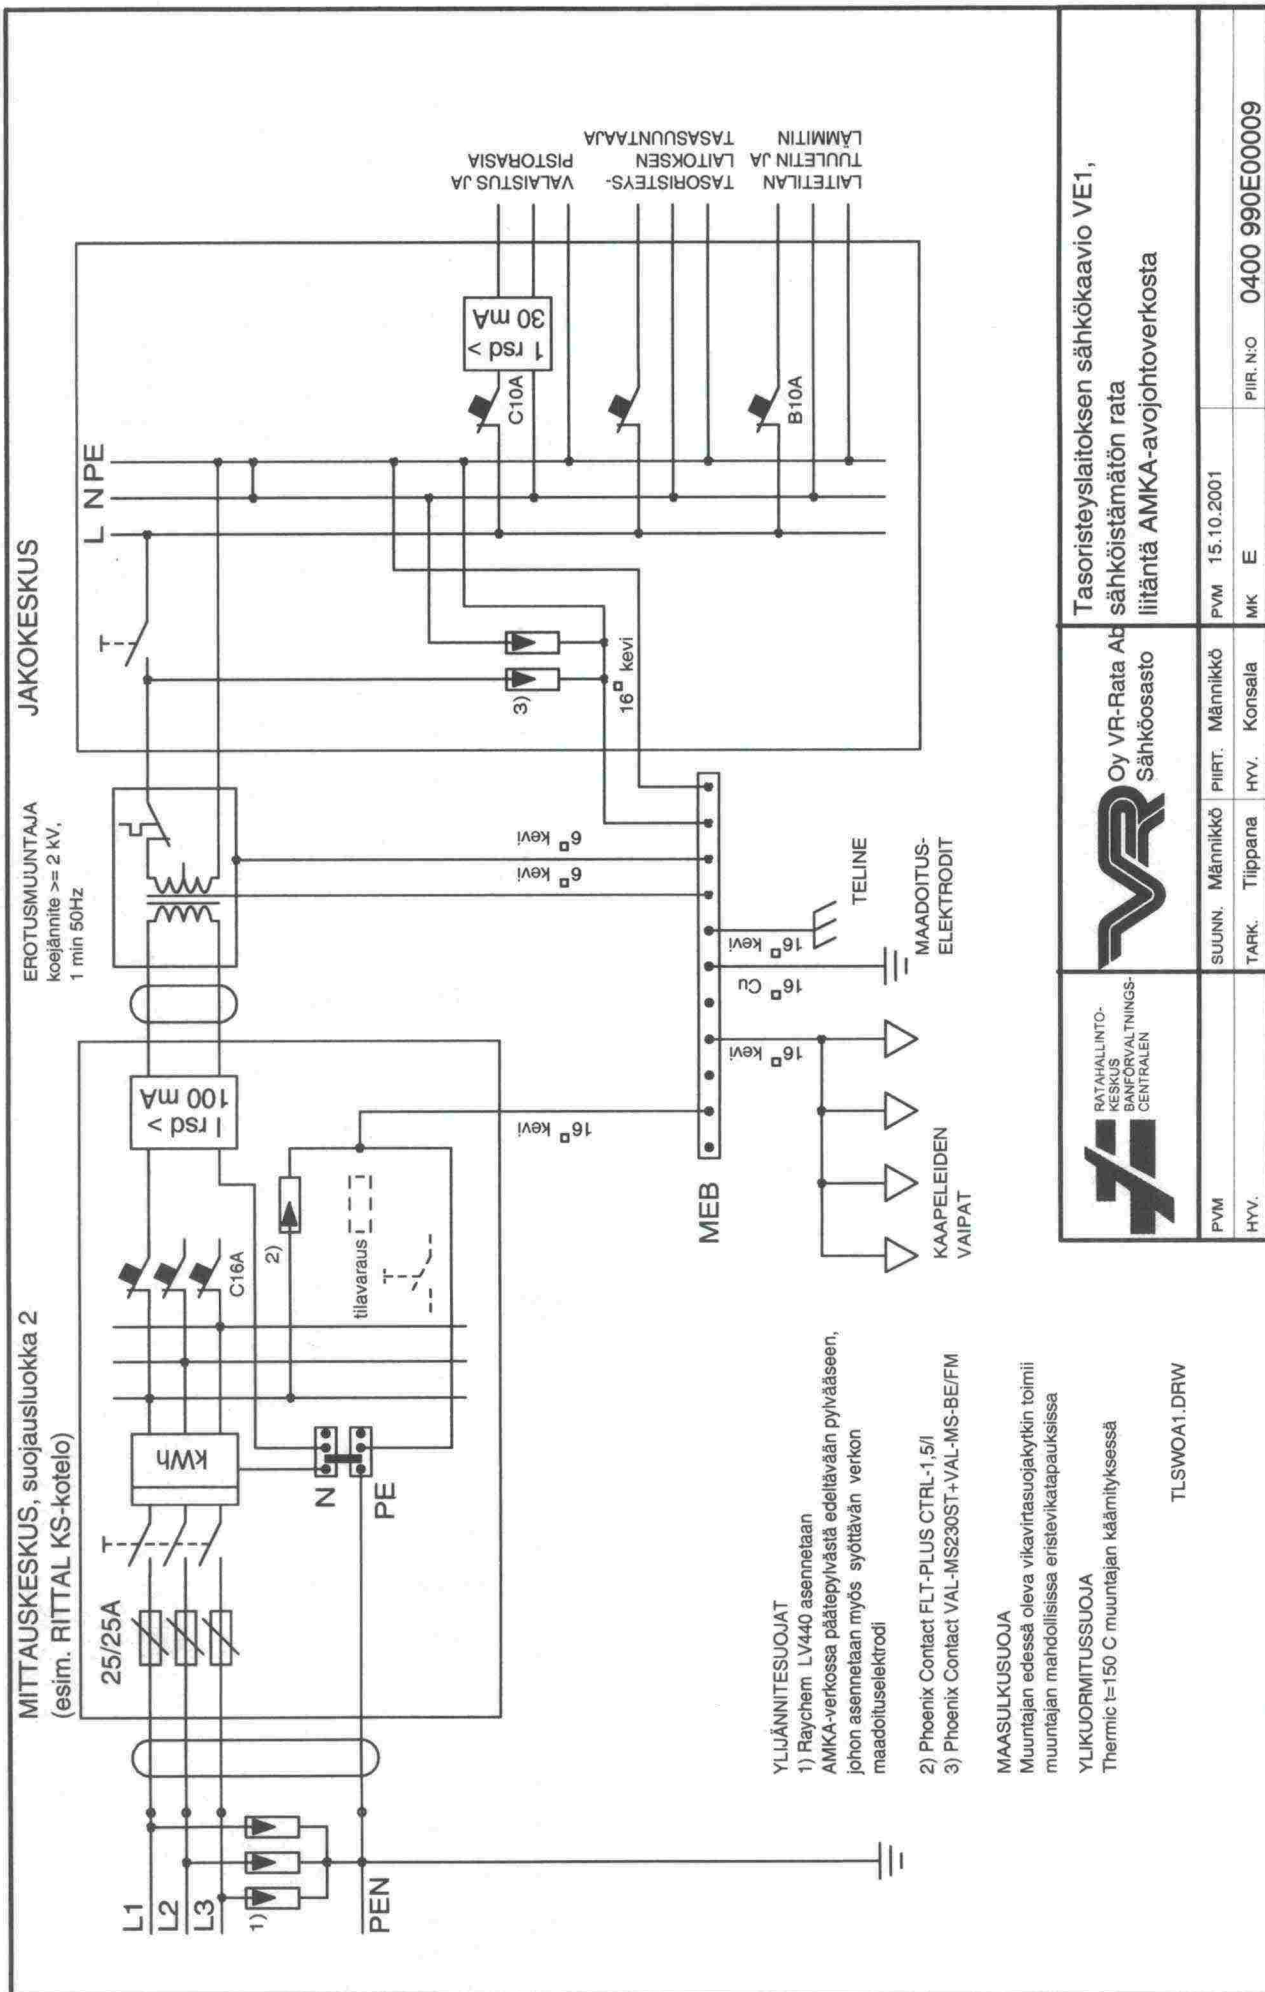 MITTAUSKESKUS, suojausluokka 2
(esim. RITTAL KS-kotelo)
25/25A
L1
L2
L3
1)
PEN
kWh
N
PE
C16A
2)
tilavaraus
I rsd >
100 mA
16 kevi
EROTUSMUUNTAJA
koejännite >= 2 kV,
1 min 50Hz
6 kevi
6 kevi
JAKOKESKUS
L N PE
3)
16 kevi
C10A
1 rsd >
30 mA
B10A
VALAISTUS JA
PISTORASIA
TASORISTEYS-
LAITOKSEN
TASASUUNTAAJA
LAITETILAN
TUULETIN JA
LÄMMITIN
MEB
16 kevi
16 Cu
16 kevi
TELINE
MAADOITUS-
ELEKTRODIT
KAAPELEIDEN
VAIPAT
YLIJÄNNITESUOJAT
1) Raychem LV440 asennetaan
AMKA-verkossa päätepylvästä edeltävään pylvääseen,
johon asennetaan myös syöttävän verkon
maadoituselektrodi
2) Phoenix Contact FLT-PLUS CTRL-1,5/I
3) Phoenix Contact VAL-MS230ST+VAL-MS-BE/FM
MAASULKUSUOJA
Muuntajan edessä oleva vikavirtasuojakytkin toimii
muuntajan mahdollisissa eristevikatapauksissa
YLIKUORMITUSSUOJA
Thermic t=150 C muuntajan käämityksessä
TLSWOA1.DRW
RATAHALLINTO-
KESKUS
BANFÖRVALTNINGS-
CENTRALEN
VR
Oy VR-Rata Ab
Sähköosasto
Tasoristeyslaitoksen sähkökaavio VE1,
sähköistämätön rata
liitäntä AMKA-avojohtoverkosta
PVM
SUUNN. Männikkö
PIIRT. Männikkö
PVM 15.10.2001
HYV.
TARK. Tiippana
HYV. Konsala
MK E
PIIR. N:O 0400 990E00009